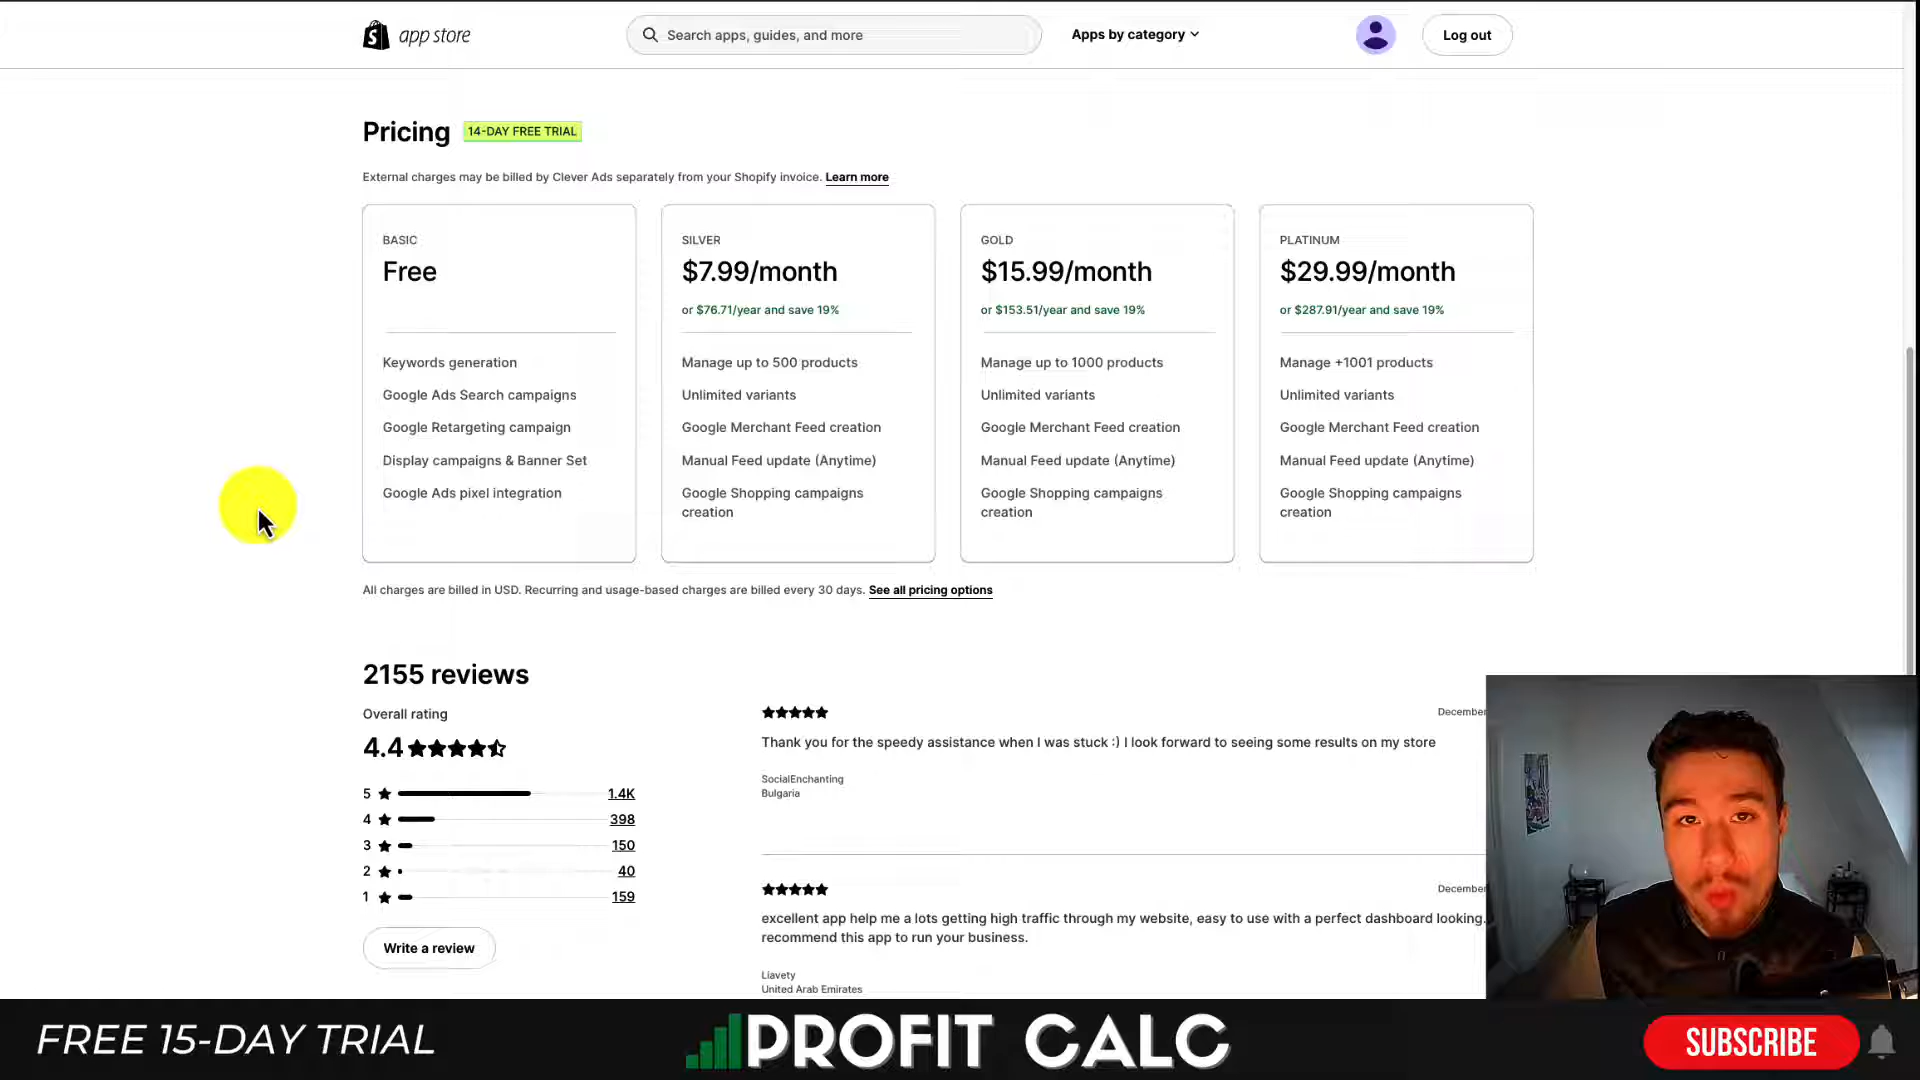 app store
Search apps, guides, and more
Apps by category
Log out
Pricing
14-DAY FREE TRIAL
External charges may be billed by Clever Ads separately from your Shopify invoice. Learn more
BASIC
Free
Keywords generation
Google Ads Search campaigns
Google Retargeting campaign
Display campaigns & Banner Set
Google Ads pixel integration
SILVER
$7.99/month
or $76.71/year and save 19%
Manage up to 500 products
Unlimited variants
Google Merchant Feed creation
Manual Feed update (Anytime)
Google Shopping campaigns
creation
GOLD
$15.99/month
or $153.51/year and save 19%
Manage up to 1000 products
Unlimited variants
Google Merchant Feed creation
Manual Feed update (Anytime)
Google Shopping campaigns
creation
PLATINUM
$29.99/month
or $287.91/year and save 19%
Manage +1001 products
Unlimited variants
Google Merchant Feed creation
Manual Feed update (Anytime)
Google Shopping campaigns
creation
All charges are billed in USD. Recurring and usage-based charges are billed every 30 days. See all pricing options
2155 reviews
Overall rating
4.4
5 1.4K
4 398
3 150
2 40
1 159
Write a review
December
Thank you for the speedy assistance when I was stuck :) I look forward to seeing some results on my store
SocialEnchanting
Bulgaria
December
excellent app help me a lots getting high traffic through my website, easy to use with a perfect dashboard looking.
recommend this app to run your business.
Liavety
United Arab Emirates
FREE 15-DAY TRIAL
PROFIT CALC
SUBSCRIBE